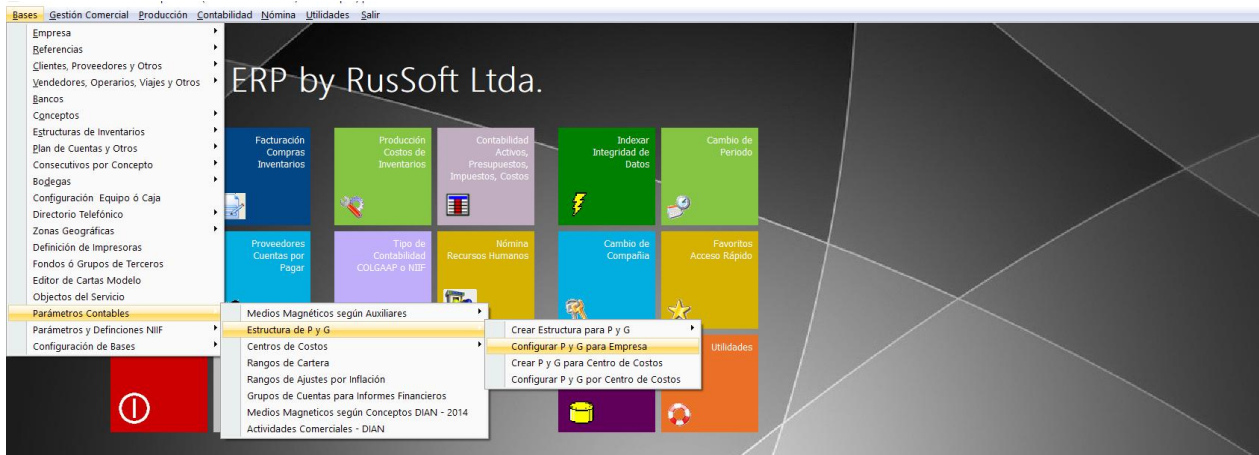 Bases Gestión Comercial Producción Contabilidad Nómina Utilidades Salir
Empresa
Referencias
Clientes, Proveedores y Otros
Vendedores, Operarios, Viajes y Otros
Bancos
Conceptos
Estructuras de Inventarios
Plan de Cuentas y Otros
Consecutivos por Concepto
Bodegas
Configuración Equipo ó Caja
Directorio Telefónico
Zonas Geográficas
Definición de Impresoras
Fondos ó Grupos de Terceros
Editor de Cartas Modelo
Objectos del Servicio
Parámetros Contables
Parámetros y Definciones NIIF
Configuración de Bases
Medios Magnéticos según Auxiliares
Estructura de P y G
Centros de Costos
Rangos de Cartera
Rangos de Ajustes por Inflación
Grupos de Cuentas para Informes Financieros
Medios Magneticos según Conceptos DIAN - 2014
Actividades Comerciales - DIAN
Crear Estructura para P y G
Configurar P y G para Empresa
Crear P y G para Centro de Costos
Configurar P y G por Centro de Costos
ERP by RusSoft Ltda.
Facturación
Compras
Inventarios
Producción
Costos de
Inventarios
Contabilidad
Activos,
Presupuestos,
Impuestos, Costos
Indexar
Integridad de
Datos
Cambio de
Periodo
Proveedores
Cuentas por
Pagar
Tipo de
Contabilidad
COLGAAP o NIIF
Nómina
Recursos Humanos
Cambio de
Compañia
Favoritos
Acceso Rápido
Utilidades